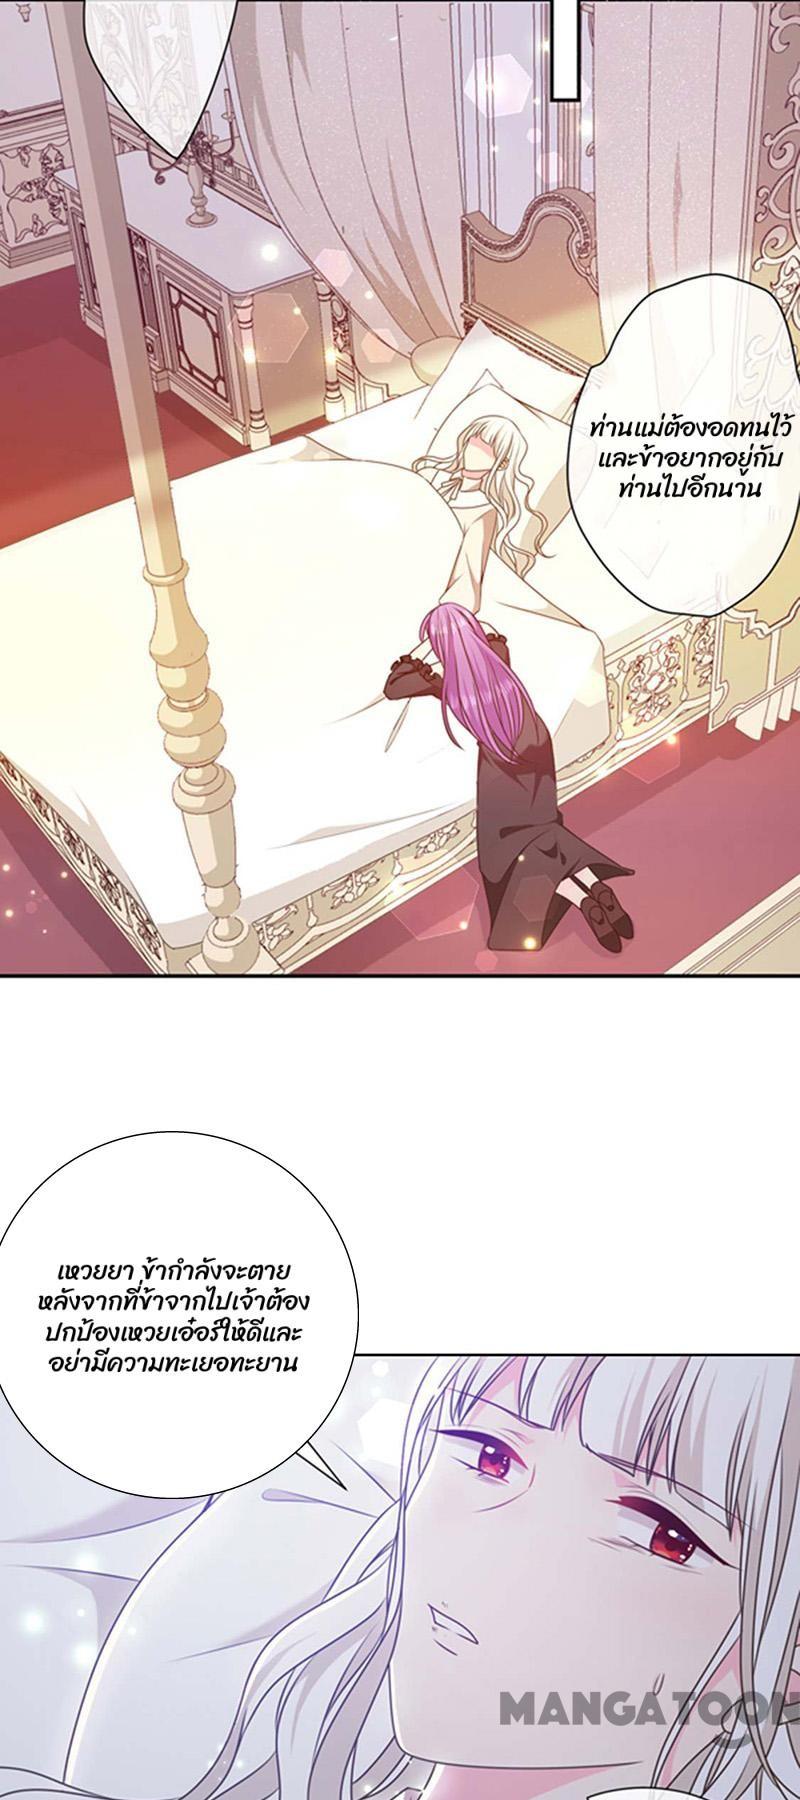 ท่านแม่ต้องอดทนไว้
และข้าอยากอยู่กับ
ท่านไปอีกนาน
เหวยยา ข้ากำลังจะตาย
หลังจากที่ข้าจากไปเจ้าต้อง
ปกป้องเหวยเอ๋อร์ให้ดีและ
อย่ามีความทะเยอทะยาน
MANGATOON